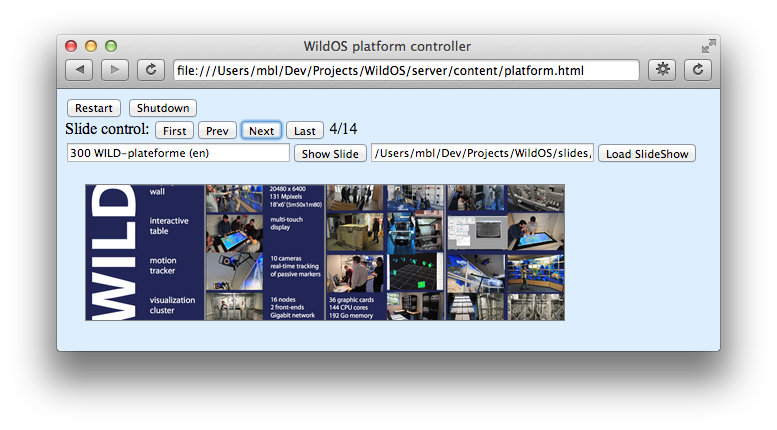 WildOS platform controller
file:///Users/mbl/Dev/Projects/WildOS/server/content/platform.html
Restart Shutdown
Slide control: First Prev Next Last 4/14
300 WILD-plateforme (en) Show Slide /Users/mbl/Dev/Projects/WildOS/slides, Load SlideShow
WILD
wall
interactive
table
motion
tracker
visualization
cluster
20480 x 6400
131 Mpixels
18'x6' (5m50x1m80)
multi-touch
display
10 cameras
real-time tracking
of passive markers
16 nodes
2 front-ends
Gigabit network
36 graphic cards
144 CPU cores
192 Go memory